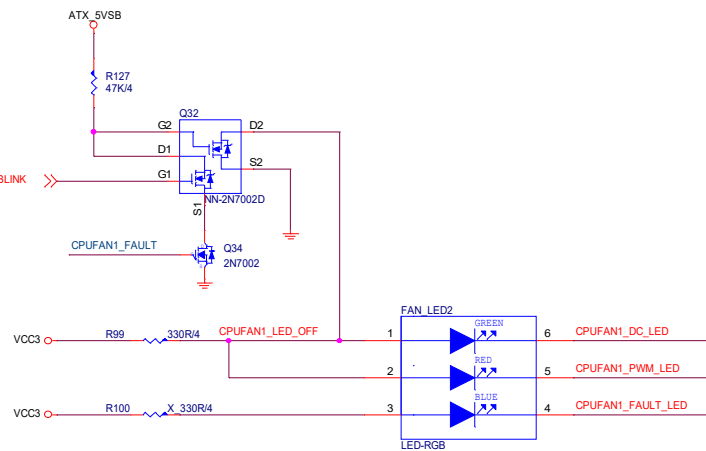 ATX_5VSB
R127
47K/4
Q32
G2
D2
D1
S2
BLINK
G1
NN-2N7002D
S1
CPUFAN1_FAULT
Q34
2N7002
FAN_LED2
VCC3
R99
330R/4
CPUFAN1_LED_OFF
1
GREEN
6
CPUFAN1_DC_LED
2
RED
5
CPUFAN1_PWM_LED
VCC3
R100
X_330R/4
3
BLUE
4
CPUFAN1_FAULT_LED
LED-RGB